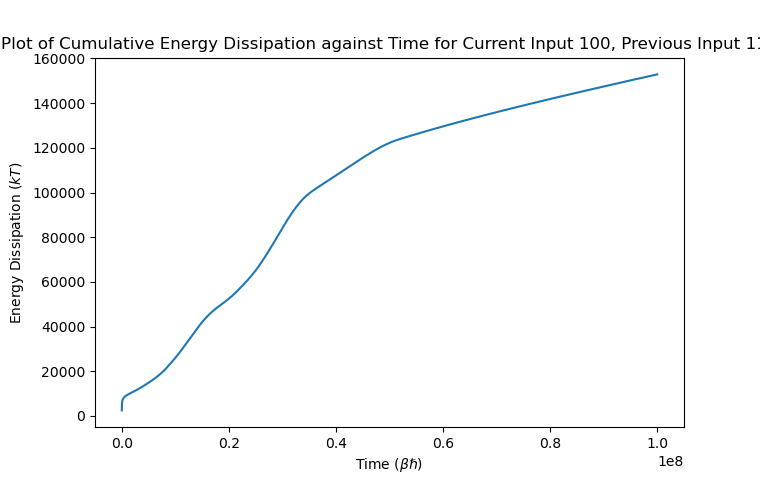 Plot of Cumulative Energy Dissipation against Time for Current Input 100, Previous Input 11
160000
140000
120000
100000
80000
60000
40000
20000
0
Energy Dissipation (kT)
0.0 0.2 0.4 0.6 0.8 1.0
1e8
Time (βħ)